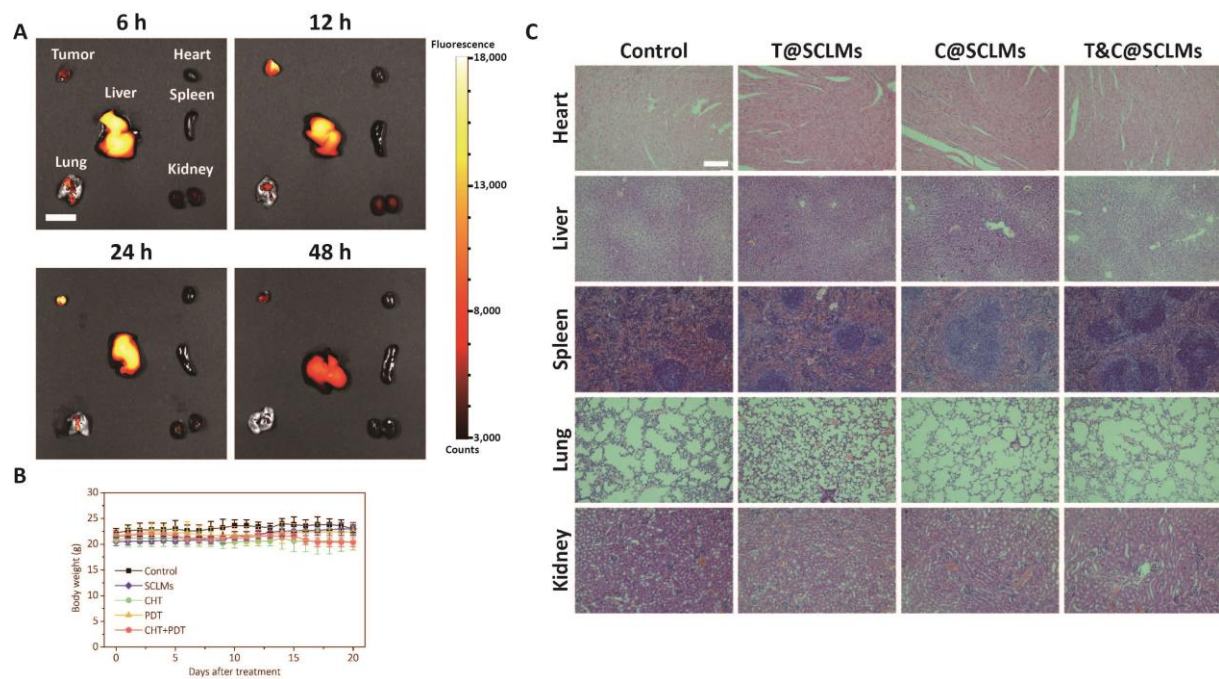 A
6 h
12 h
Tumor
Heart
Liver
Spleen
Lung
Kidney
24 h
48 h
Fluorescence
18,000
13,000
8,000
3,000
Counts
B
Body weight (g)
30
25
20
15
10
5
0
Control
SCLMs
CHT
PDT
CHT+PDT
0 5 10 15 20
Days after treatment
C
Control T@SCLMs C@SCLMs T&C@SCLMs
Heart
Liver
Spleen
Lung
Kidney